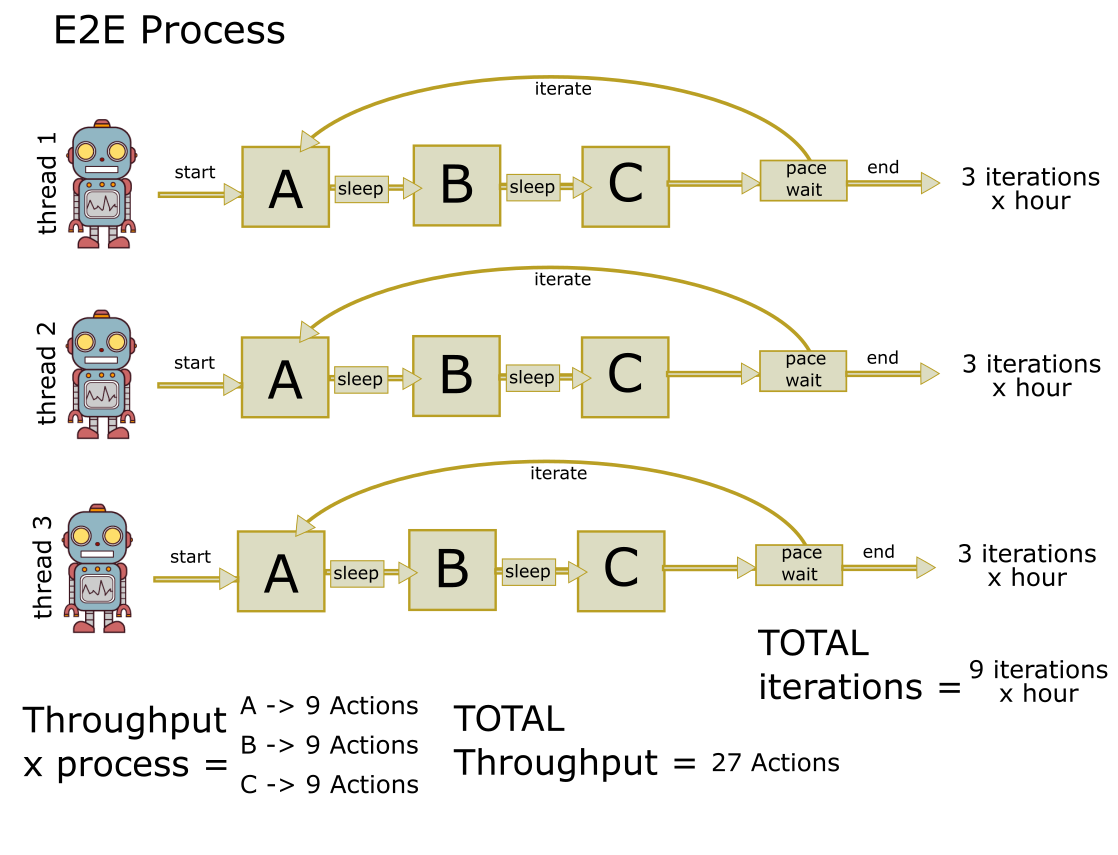 E2E Process
iterate
thread 1
start
A
sleep
B
sleep
C
pace
wait
end
3 iterations
x hour
iterate
thread 2
start
A
sleep
B
sleep
C
pace
wait
end
3 iterations
x hour
iterate
thread 3
start
A
sleep
B
sleep
C
pace
wait
end
3 iterations
x hour
TOTAL
iterations =
9 iterations
x hour
Throughput
x process =
A -> 9 Actions
B -> 9 Actions
C -> 9 Actions
TOTAL
Throughput = 27 Actions